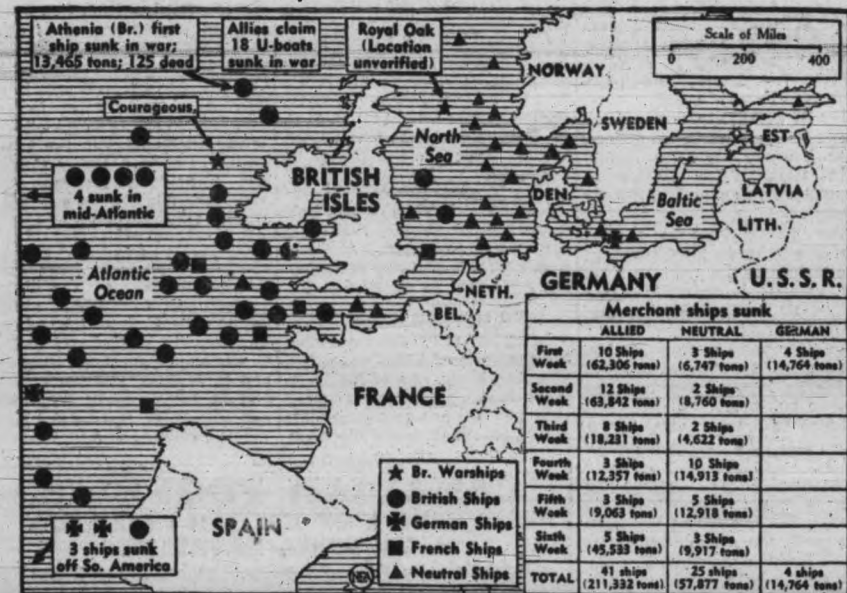 Athenia (Br.) first
ship sunk in war;
13,465 tons; 125 dead
Allies claim
18 U-boats
sunk in war
Royal Oak
(Location
unverified)
Scale of Miles
0 200 400
NORWAY
SWEDEN
Courageous
North
Sea
EST.
LATVIA
LITH.
BRITISH
ISLES
DEN.
Baltic
Sea
4 sunk in
mid-Atlantic
Atlantic
Ocean
NETH.
BEL.
GERMANY
U.S.S.R.
FRANCE
SPAIN
3 ships sunk
off So. America
Br. Warships
British Ships
German Ships
French Ships
Neutral Ships
NEA
Merchant ships sunk
ALLIED NEUTRAL GERMAN
First 10 Ships 3 Ships 4 Ships
Week (62,306 tons) (6,747 tons) (14,764 tons)
Second 12 Ships 2 Ships
Week (63,842 tons) (8,760 tons)
Third 8 Ships 2 Ships
Week (18,231 tons) (4,622 tons)
Fourth 3 Ships 10 Ships
Week (12,357 tons) (14,913 tons)
Fifth 3 Ships 5 Ships
Week (9,063 tons) (12,918 tons)
Sixth 5 Ships 3 Ships
Week (45,533 tons) (9,917 tons)
TOTAL 41 ships 25 ships 4 ships
(211,332 tons) (57,877 tons) (14,764 tons)